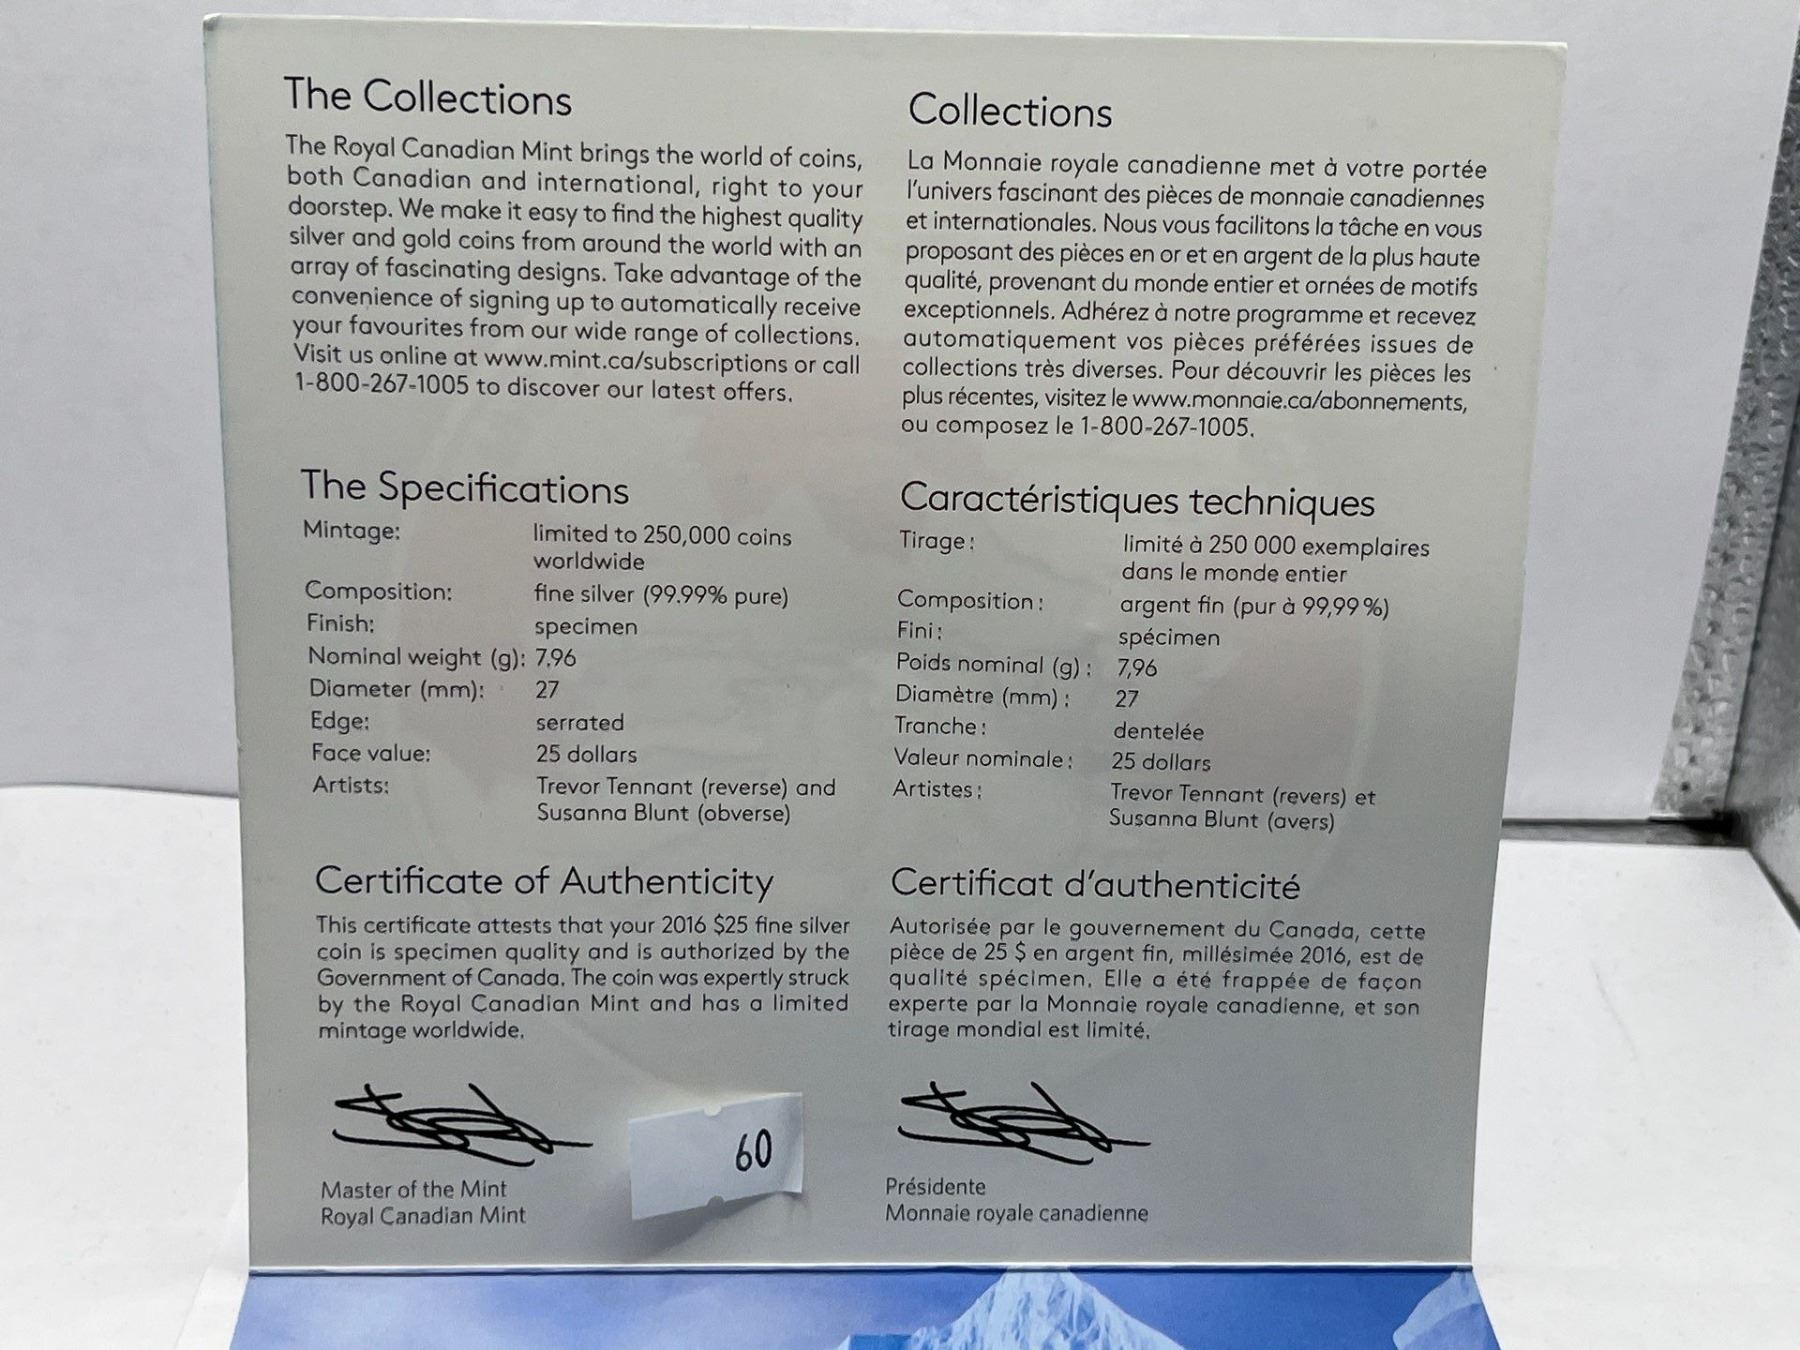 The Collections
The Royal Canadian Mint brings the world of coins,
both Canadian and international, right to your
doorstep. We make it easy to find the highest quality
silver and gold coins from around the world with an
array of fascinating designs. Take advantage of the
convenience of signing up to automatically receive
your favourites from our wide range of collections.
Visit us online at www.mint.ca/subscriptions or call
1-800-267-1005 to discover our latest offers.
The Specifications
Mintage: limited to 250,000 coins
worldwide
Composition: fine silver (99.99% pure)
Finish: specimen
Nominal weight (g): 7.96
Diameter (mm): 27
Edge: serrated
Face value: 25 dollars
Artists: Trevor Tennant (reverse) and
Susanna Blunt (obverse)
Certificate of Authenticity
This certificate attests that your 2016 $25 fine silver
coin is specimen quality and is authorized by the
Government of Canada. The coin was expertly struck
by the Royal Canadian Mint and has a limited
mintage worldwide.
Master of the Mint
Royal Canadian Mint
60
Collections
La Monnaie royale canadienne met à votre portée
l'univers fascinant des pièces de monnaie canadiennes
et internationales. Nous vous facilitons la tâche en vous
proposant des pièces en or et en argent de la plus haute
qualité, provenant du monde entier et ornées de motifs
exceptionnels. Adhérez à notre programme et recevez
automatiquement vos pièces préférées issues de
collections très diverses. Pour découvrir les pièces les
plus récentes, visitez le www.monnaie.ca/abonnements,
ou composez le 1-800-267-1005.
Caractéristiques techniques
Tirage : limité à 250 000 exemplaires
dans le monde entier
Composition : argent fin (pur à 99,99 %)
Fini : spécimen
Poids nominal (g) : 7,96
Diamètre (mm) : 27
Tranche : dentelée
Valeur nominale : 25 dollars
Artistes : Trevor Tennant (revers) et
Susanna Blunt (avers)
Certificat d'authenticité
Autorisée par le gouvernement du Canada, cette
pièce de 25 $ en argent fin, millésimée 2016, est de
qualité spécimen. Elle a été frappée de façon
experte par la Monnaie royale canadienne, et son
tirage mondial est limité.
Présidente
Monnaie royale canadienne